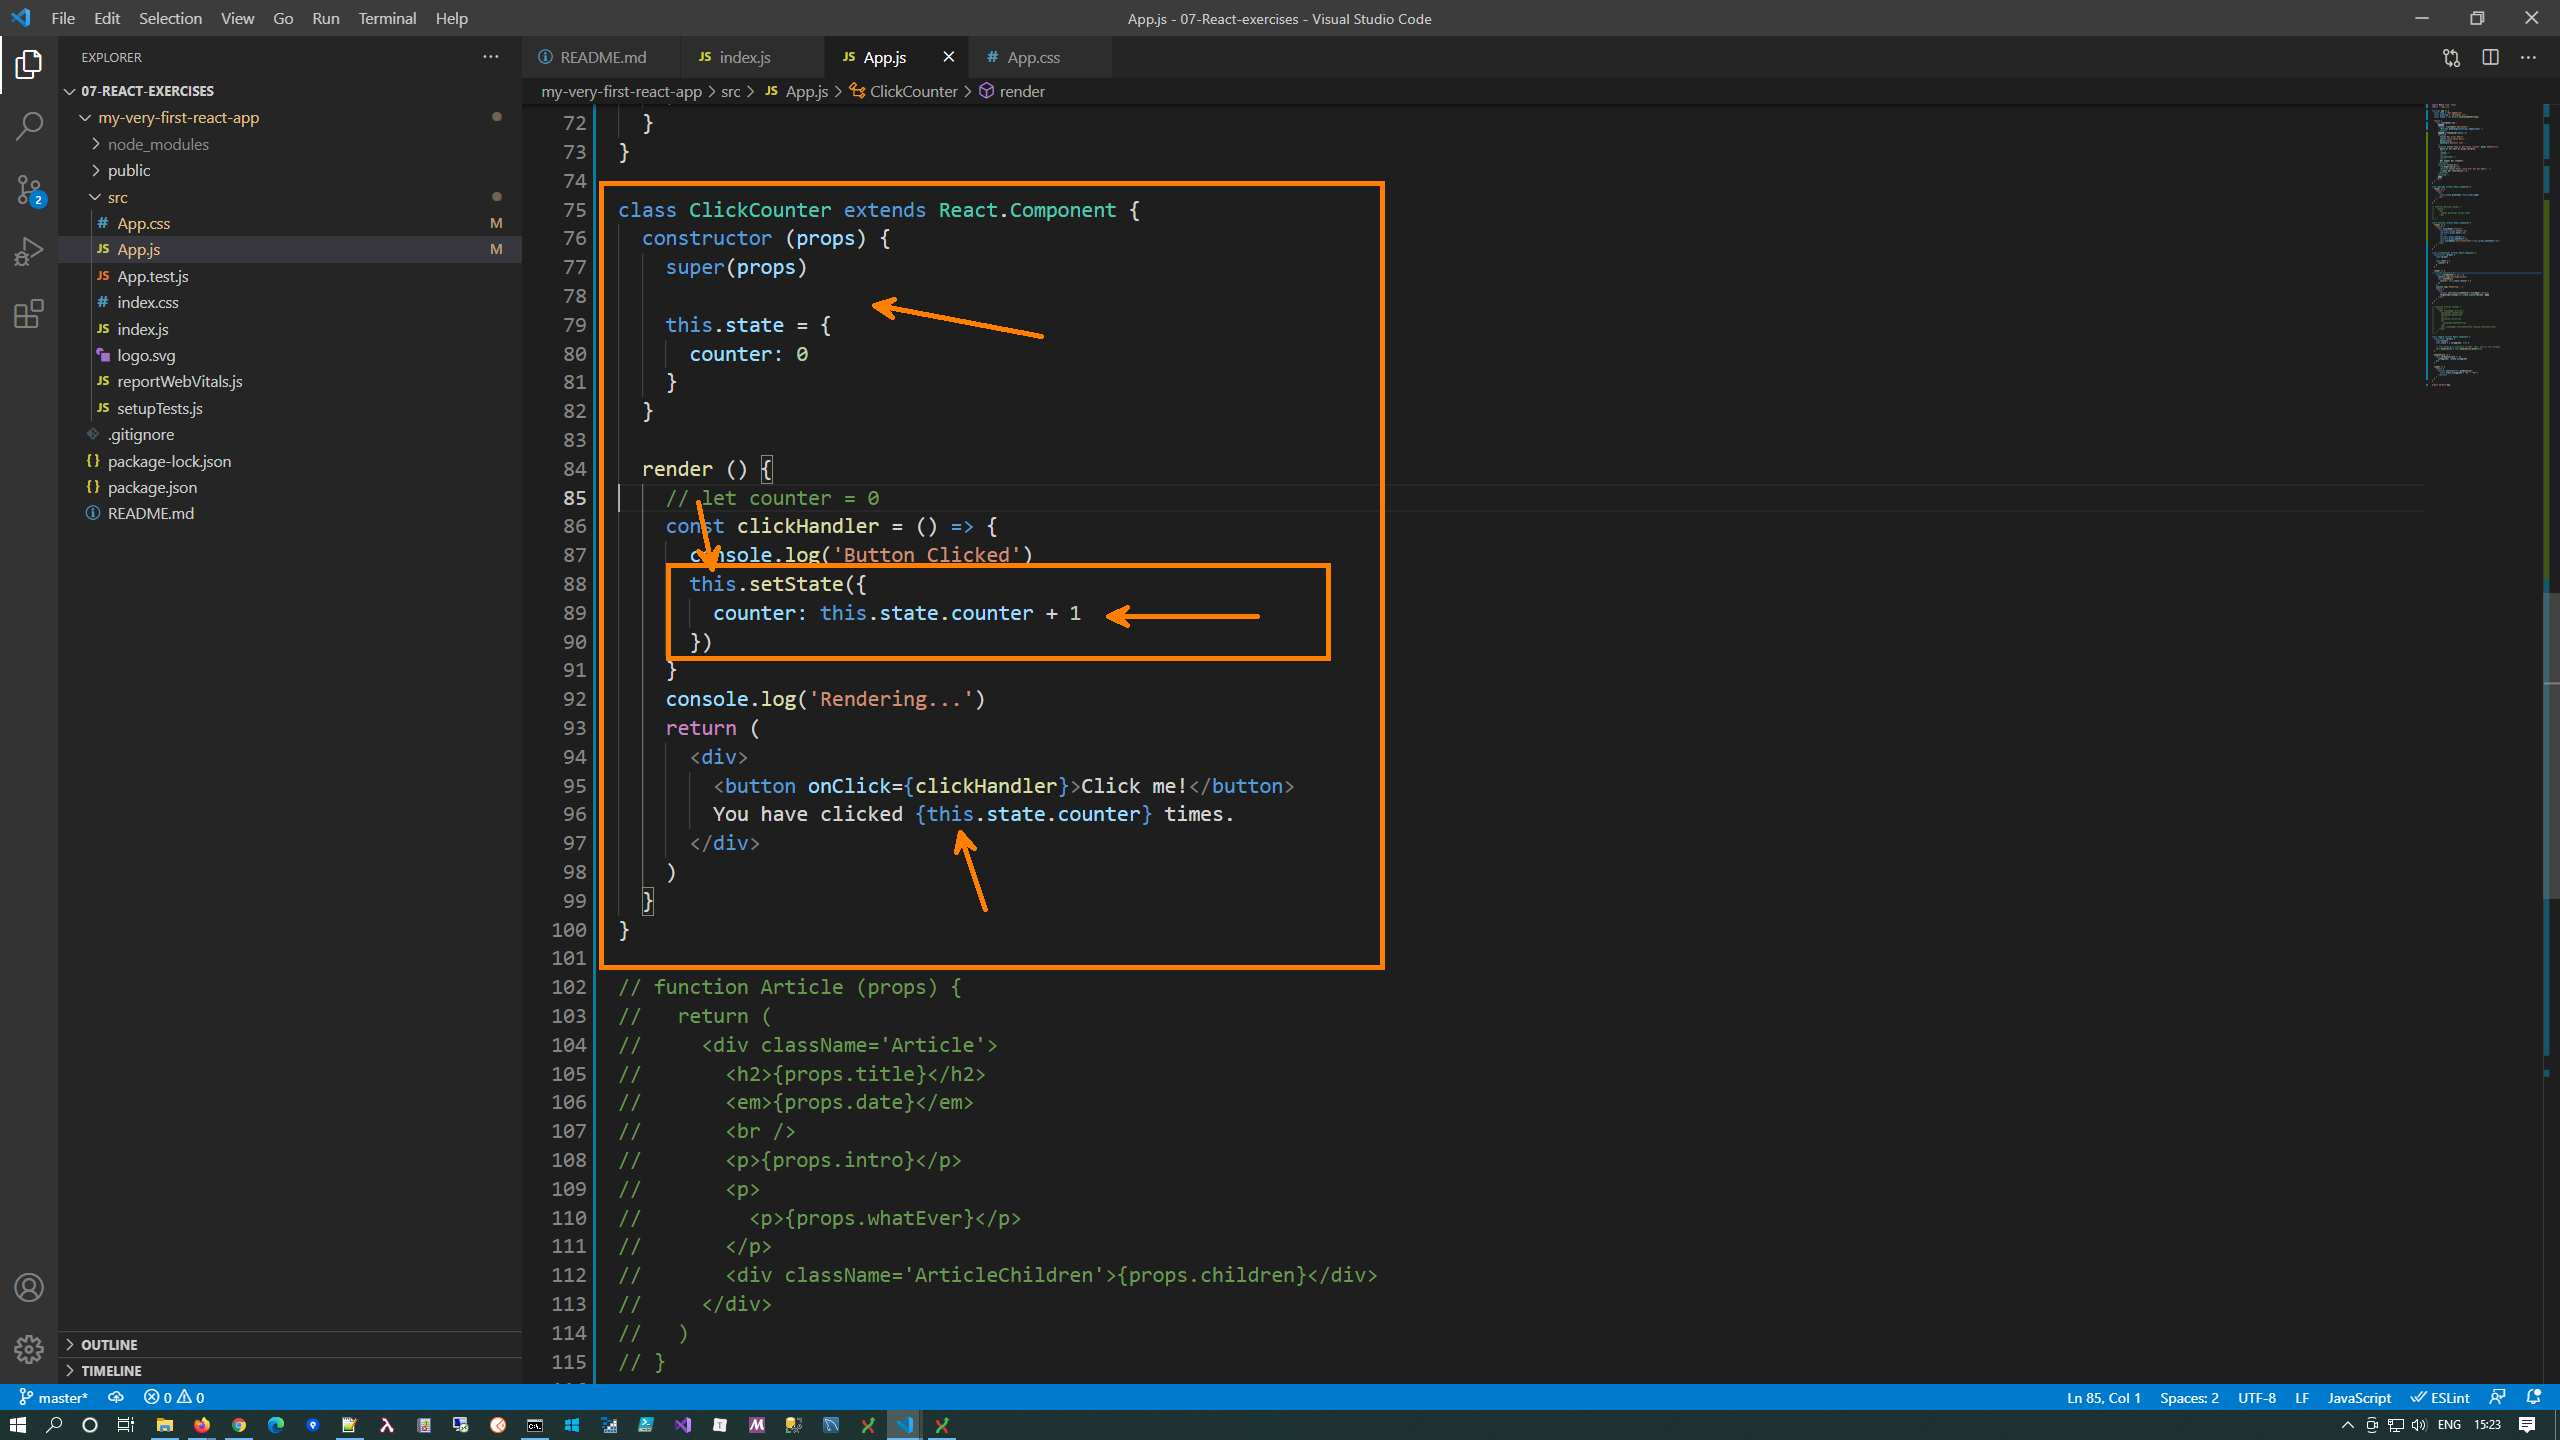 File Edit Selection View Go Run Terminal Help
App.js - 07-React-exercises - Visual Studio Code
EXPLORER
07-REACT-EXERCISES
my-very-first-react-app
node_modules
public
src
# App.css M
JS App.js M
JS App.test.js
# index.css
JS index.js
logo.svg
JS reportWebVitals.js
JS setupTests.js
.gitignore
{} package-lock.json
{} package.json
README.md
OUTLINE
TIMELINE
2
README.md JS index.js JS App.js # App.css
my-very-first-react-app > src > JS App.js > ClickCounter > render
72 }
73 }
74
75 class ClickCounter extends React.Component {
76 constructor (props) {
77 super(props)
78
79 this.state = {
80 counter: 0
81 }
82 }
83
84 render () {
85 // let counter = 0
86 const clickHandler = () => {
87 console.log('Button Clicked')
88 this.setState({
89 counter: this.state.counter + 1
90 })
91 }
92 console.log('Rendering...')
93 return (
94 <div>
95 <button onClick={clickHandler}>Click me!</button>
96 You have clicked {this.state.counter} times.
97 </div>
98 )
99 }
100 }
101
102 // function Article (props) {
103 // return (
104 // <div className='Article'>
105 // <h2>{props.title}</h2>
106 // <em>{props.date}</em>
107 // <br />
108 // <p>{props.intro}</p>
109 // <p>
110 // <p>{props.whatEver}</p>
111 // </p>
112 // <div className='ArticleChildren'>{props.children}</div>
113 // </div>
114 // )
115 // }
master* 0 0 Ln 85, Col 1 Spaces: 2 UTF-8 LF JavaScript ESLint
ENG 15:23